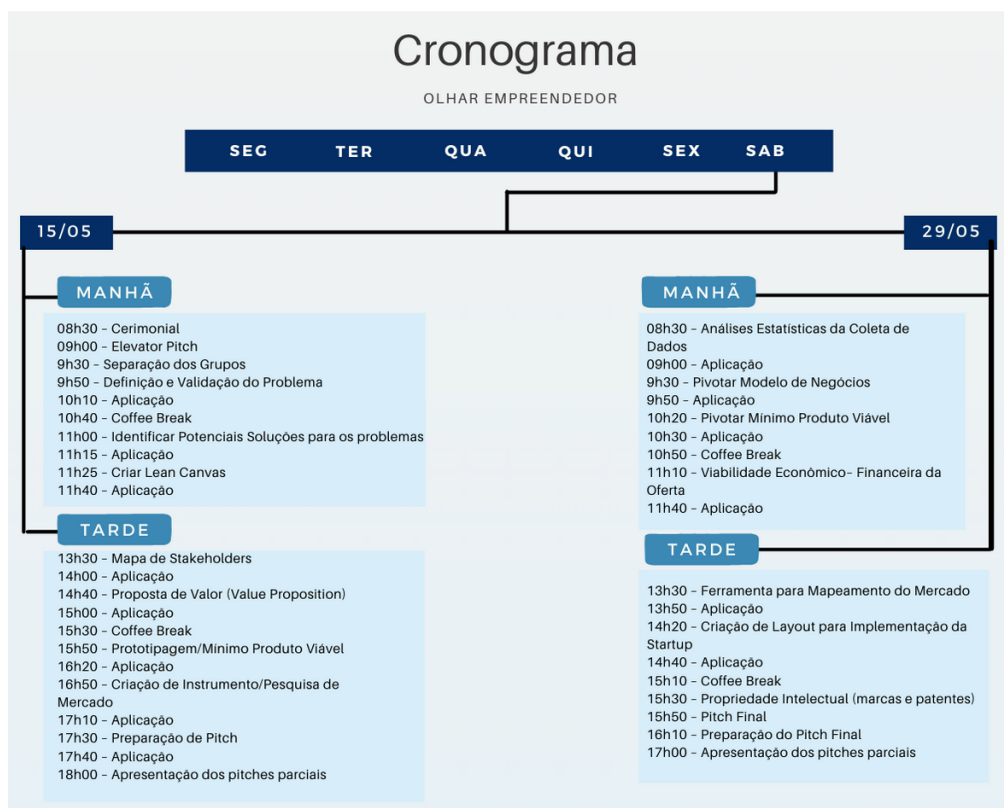 Cronograma
OLHAR EMPREENDEDOR
SEG TER QUA QUI SEX SAB
15/05
MANHÃ
08h30 – Cerimonial
09h00 – Elevator Pitch
9h30 – Separação dos Grupos
9h50 – Definição e Validação do Problema
10h10 – Aplicação
10h40 – Coffee Break
11h00 – Identificar Potenciais Soluções para os problemas
11h15 – Aplicação
11h25 – Criar Lean Canvas
11h40 – Aplicação
TARDE
13h30 – Mapa de Stakeholders
14h00 – Aplicação
14h40 – Proposta de Valor (Value Proposition)
15h00 – Aplicação
15h30 – Coffee Break
15h50 – Prototipagem/Mínimo Produto Viável
16h20 – Aplicação
16h50 – Criação de Instrumento/Pesquisa de
Mercado
17h10 – Aplicação
17h30 – Preparação de Pitch
17h40 – Aplicação
18h00 – Apresentação dos pitches parciais
29/05
MANHÃ
08h30 – Análises Estatísticas da Coleta de
Dados
09h00 – Aplicação
9h30 – Pivotar Modelo de Negócios
9h50 – Aplicação
10h20 – Pivotar Mínimo Produto Viável
10h30 – Aplicação
10h50 – Coffee Break
11h10 – Viabilidade Econômico– Financeira da
Oferta
11h40 – Aplicação
TARDE
13h30 – Ferramenta para Mapeamento do Mercado
13h50 – Aplicação
14h20 – Criação de Layout para Implementação da
Startup
14h40 – Aplicação
15h10 – Coffee Break
15h30 – Propriedade Intelectual (marcas e patentes)
15h50 – Pitch Final
16h10 – Preparação do Pitch Final
17h00 – Apresentação dos pitches parciais